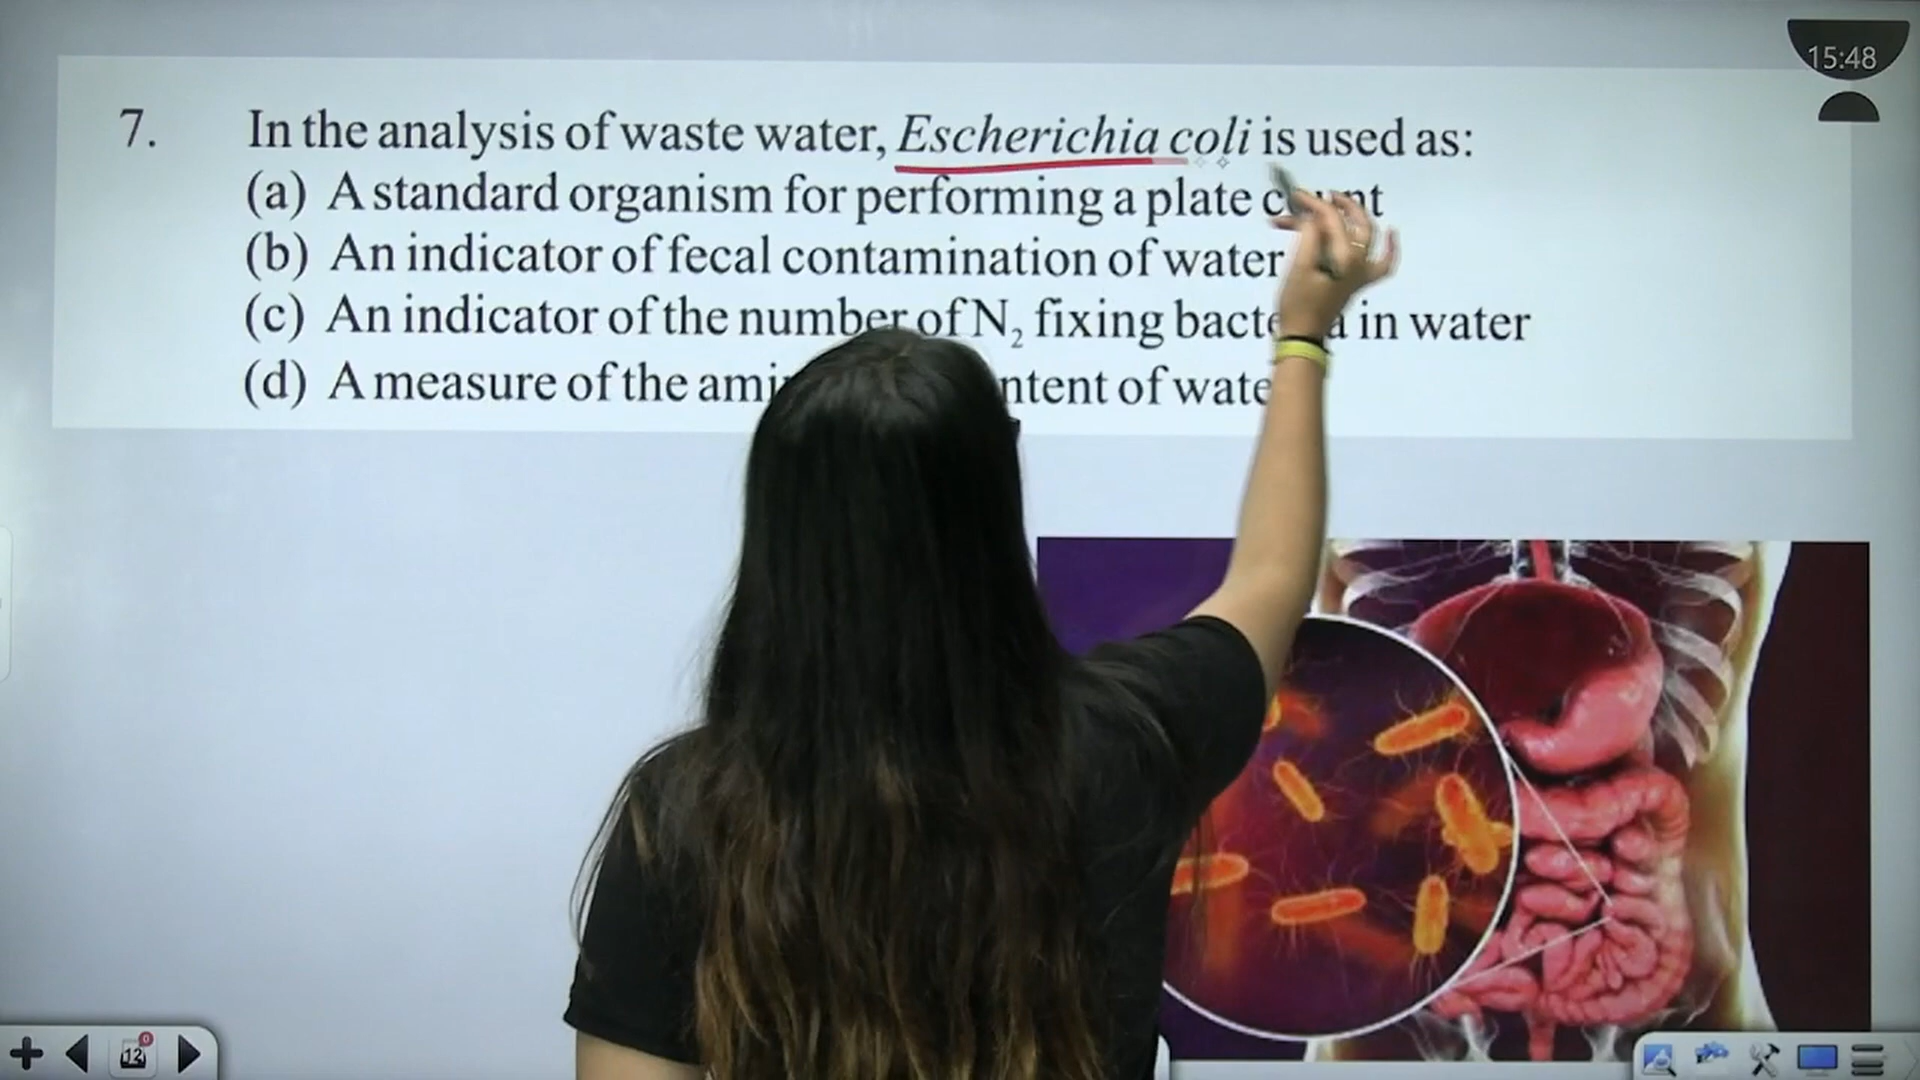 15:48
7. In the analysis of waste water, Escherichia coli is used as:
(a) A standard organism for performing a plate
(b) An indicator of fecal contamination of water
(c) An indicator of the number of N₂ fixing in water
(d) A measure of the of
12
0